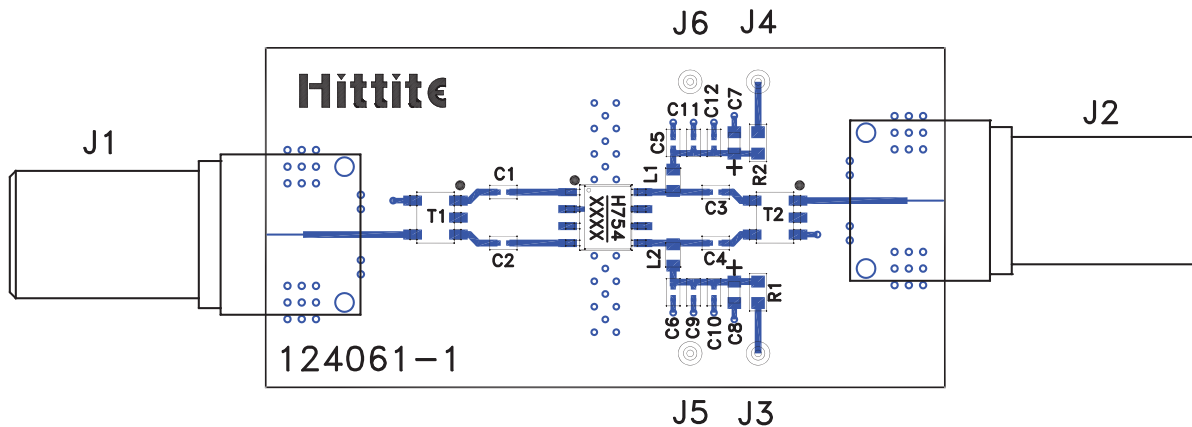 J6 J4
Hittite
J1
J2
C11 C12 C7
C5
L1
R2
C1
C3
T1
H754
XXXX
T2
C2
C4
L2
R1
C6 C9 C10 C8
124061-1
J5 J3